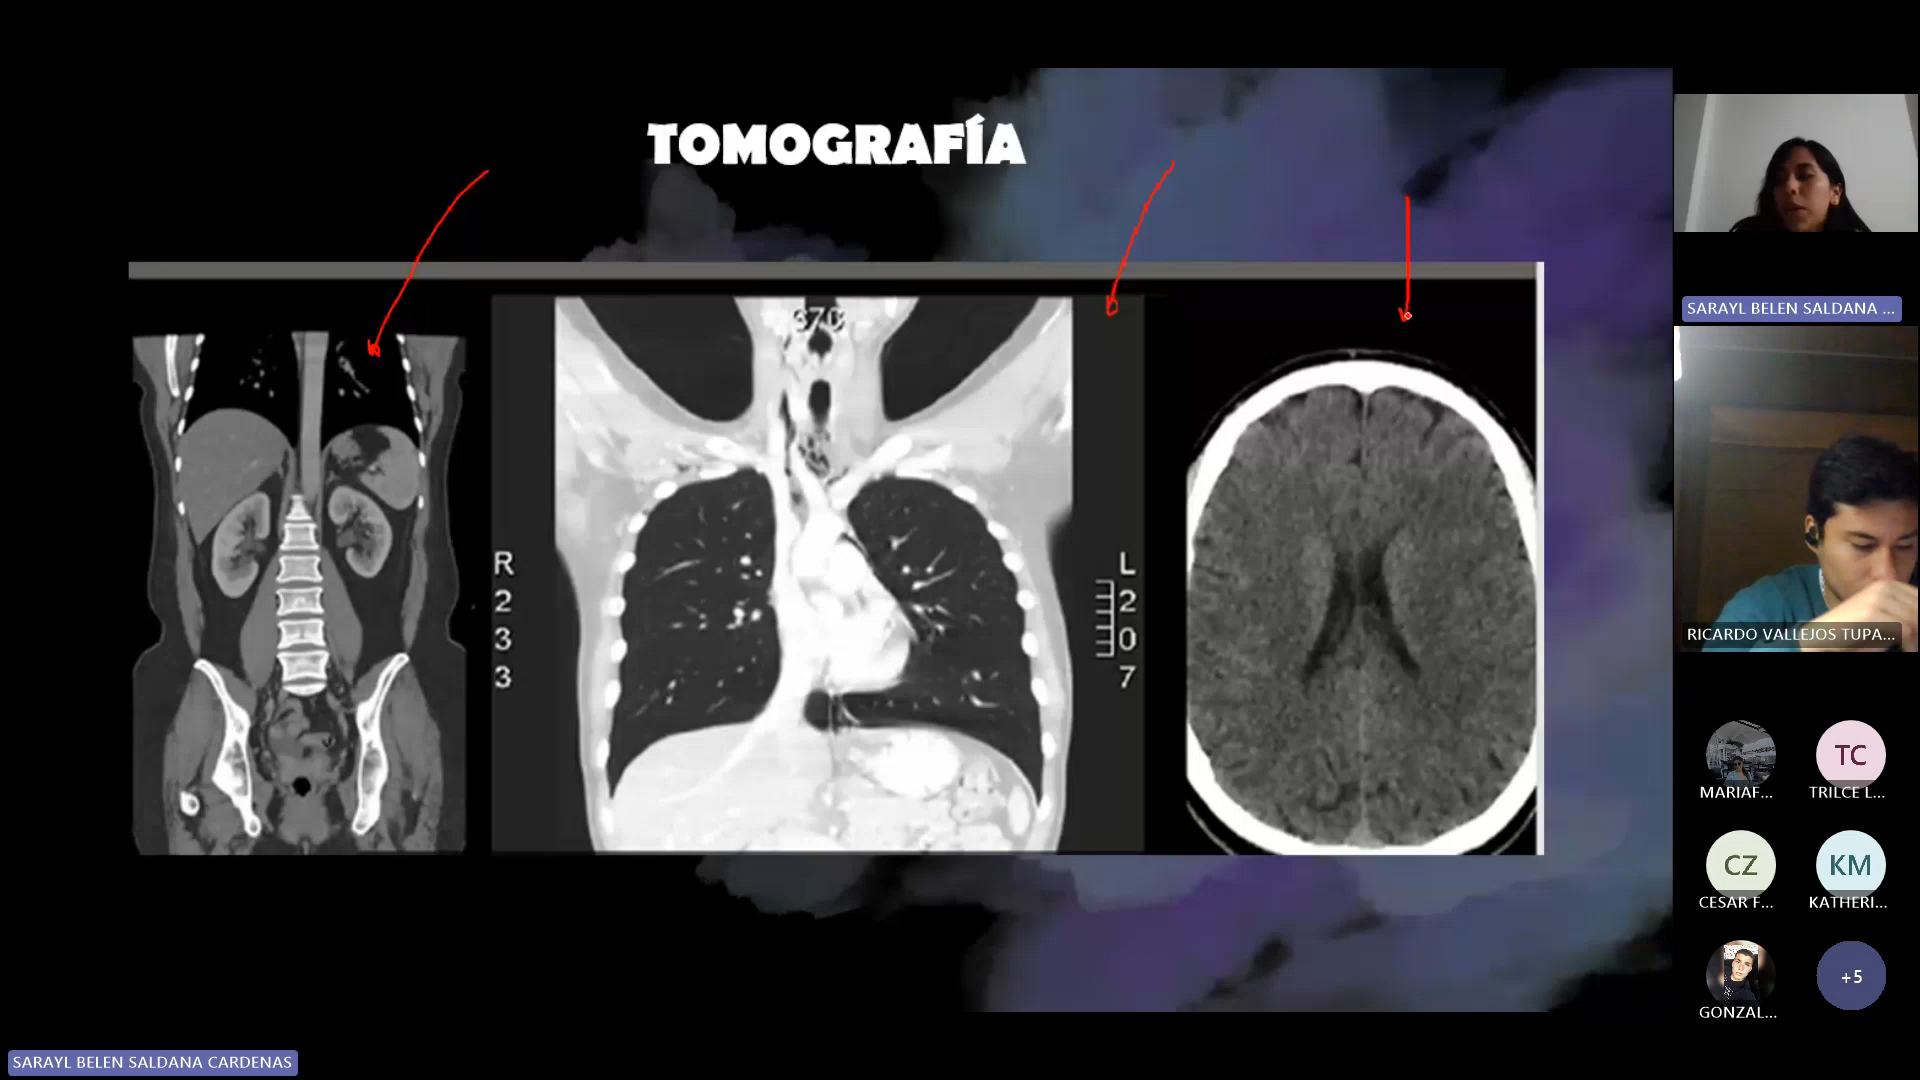 TOMOGRAFÍA
37C
R
2
3
3
L
2
0
7
SARAYL BELEN SALDANA ...
RICARDO VALLEJOS TUPA...
MARIAF...
TC
TRILCE L...
CZ
CESAR F...
KM
KATHERI...
GONZAL...
+5
SARAYL BELEN SALDANA CARDENAS